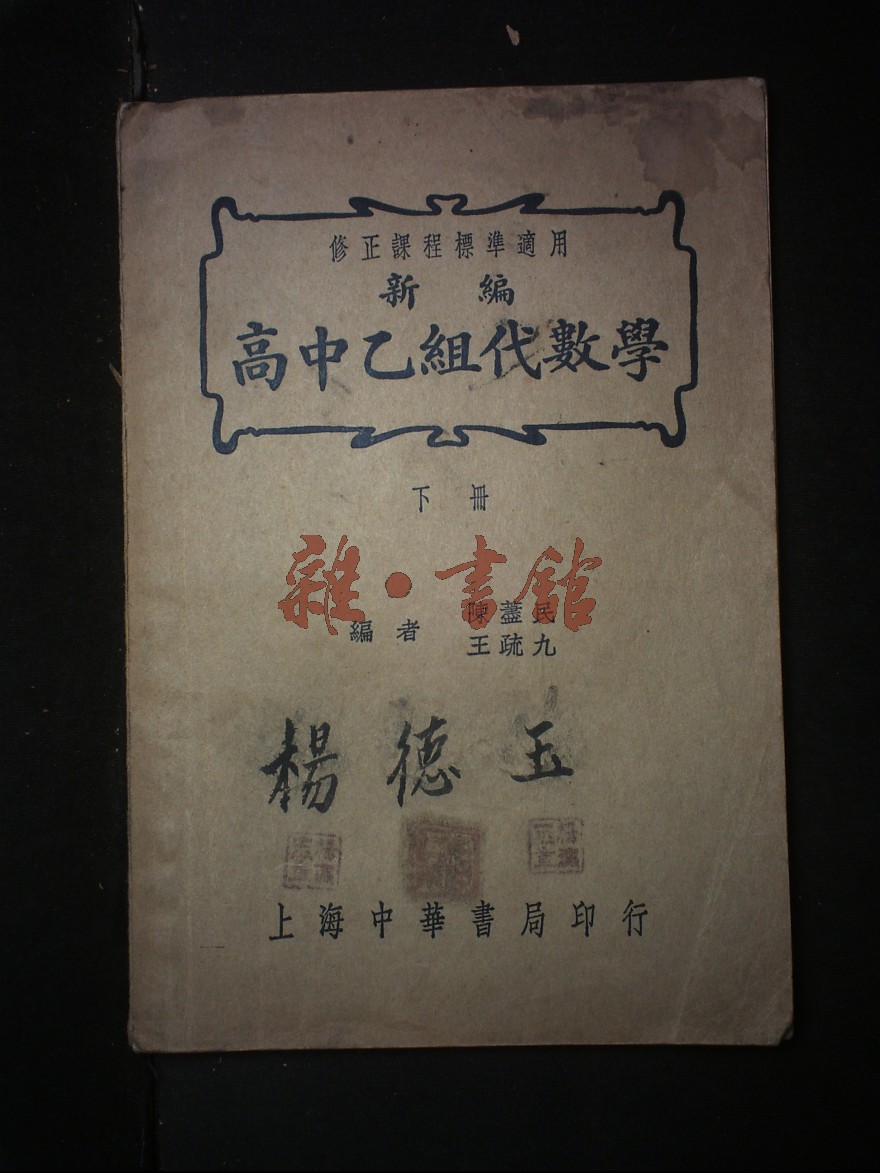 修正課程標準適用
新編
高中乙組代數學
下冊
雜·書館
編者 陳藎民
王疏九
楊德玉
上海中華書局印行